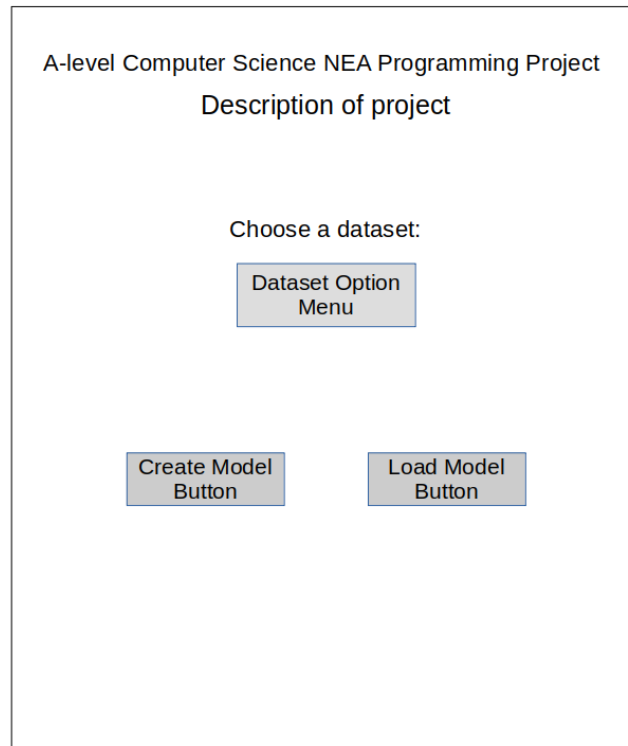 A-level Computer Science NEA Programming Project
Description of project
Choose a dataset:
Dataset Option
Menu
Create Model
Button
Load Model
Button